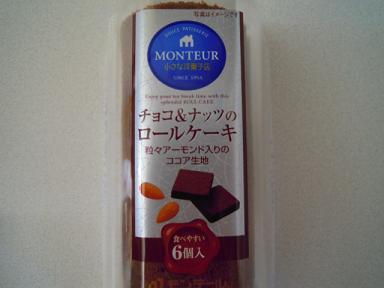 写真はイメージです
DOUCE PATISSERIE
MONTEUR
小さな洋菓子店
SINCE 1954
Enjoy your tea break time with this
splended ROLL CAKE
チョコ&ナッツの
ロールケーキ
粒々アーモンド入りの
ココア生地
食べやすい
6個入